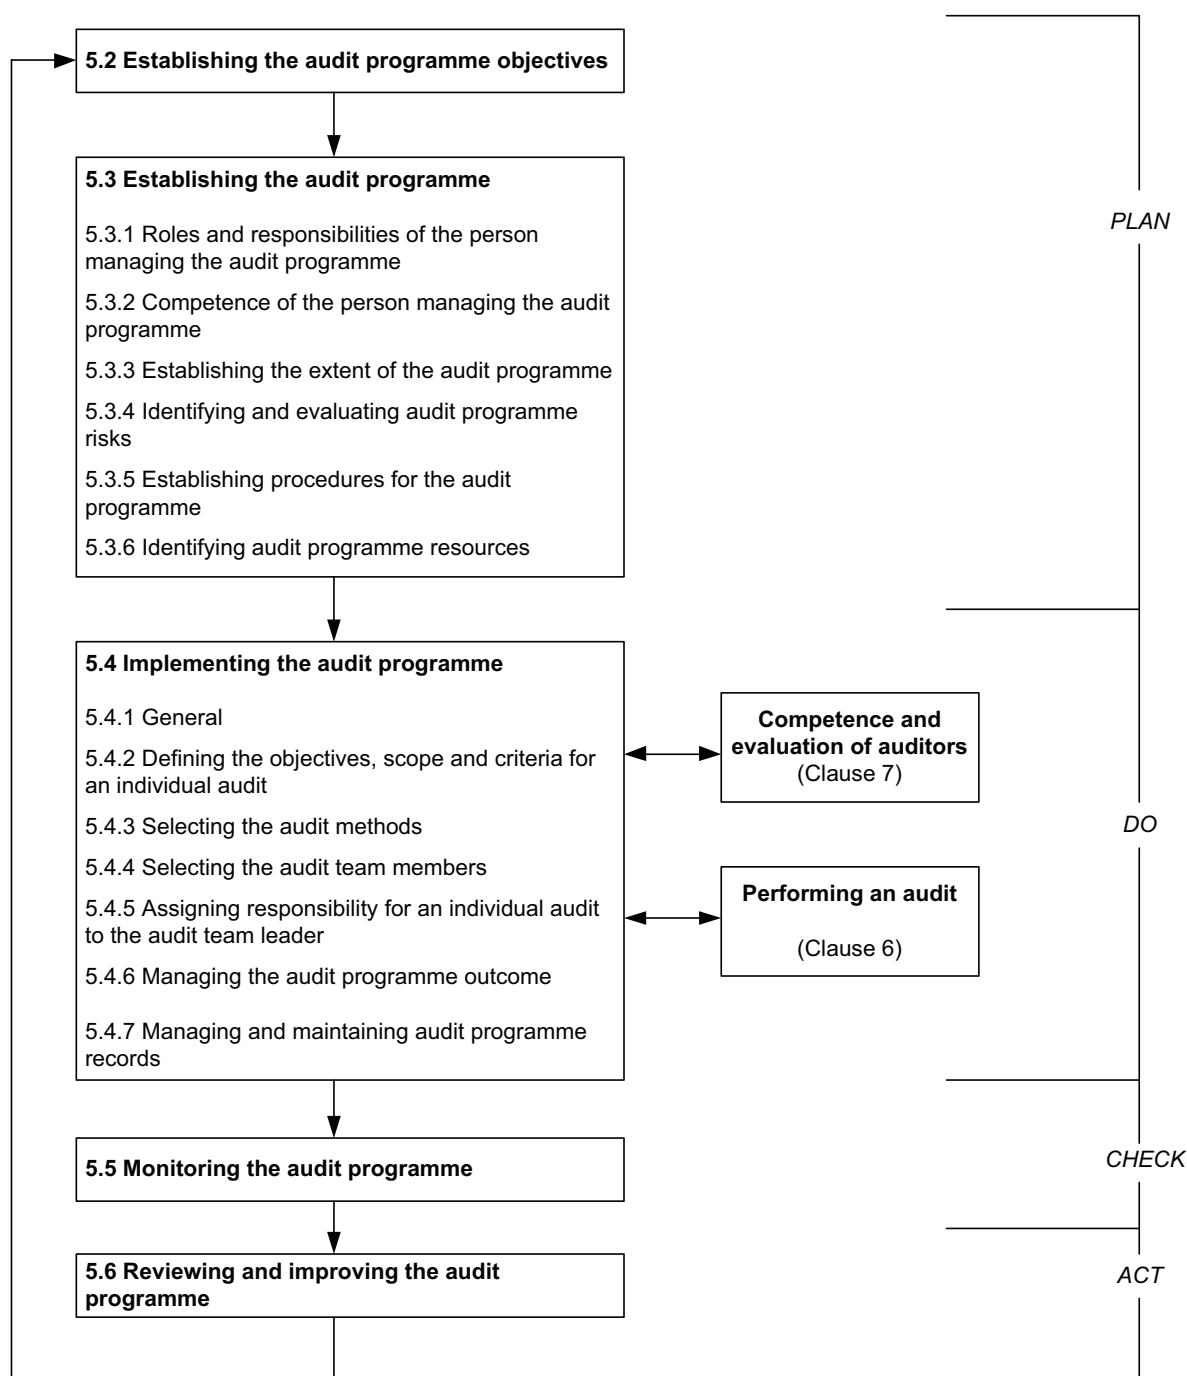 5.2 Establishing the audit programme objectives
5.3 Establishing the audit programme
5.3.1 Roles and responsibilities of the person
managing the audit programme
5.3.2 Competence of the person managing the audit
programme
5.3.3 Establishing the extent of the audit programme
5.3.4 Identifying and evaluating audit programme
risks
5.3.5 Establishing procedures for the audit
programme
5.3.6 Identifying audit programme resources
PLAN
5.4 Implementing the audit programme
5.4.1 General
5.4.2 Defining the objectives, scope and criteria for
an individual audit
5.4.3 Selecting the audit methods
5.4.4 Selecting the audit team members
5.4.5 Assigning responsibility for an individual audit
to the audit team leader
5.4.6 Managing the audit programme outcome
5.4.7 Managing and maintaining audit programme
records
Competence and
evaluation of auditors
(Clause 7)
Performing an audit
(Clause 6)
DO
5.5 Monitoring the audit programme
CHECK
5.6 Reviewing and improving the audit
programme
ACT